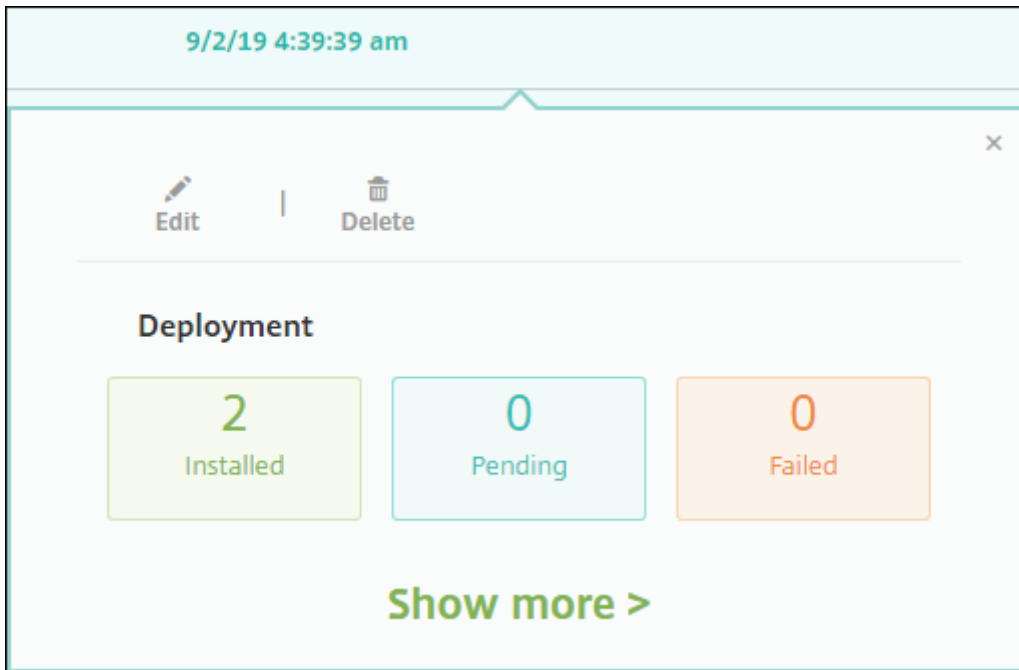 9/2/19 4:39:39 am
×
Edit | Delete
Deployment
2 0 0
Installed Pending Failed
Show more >